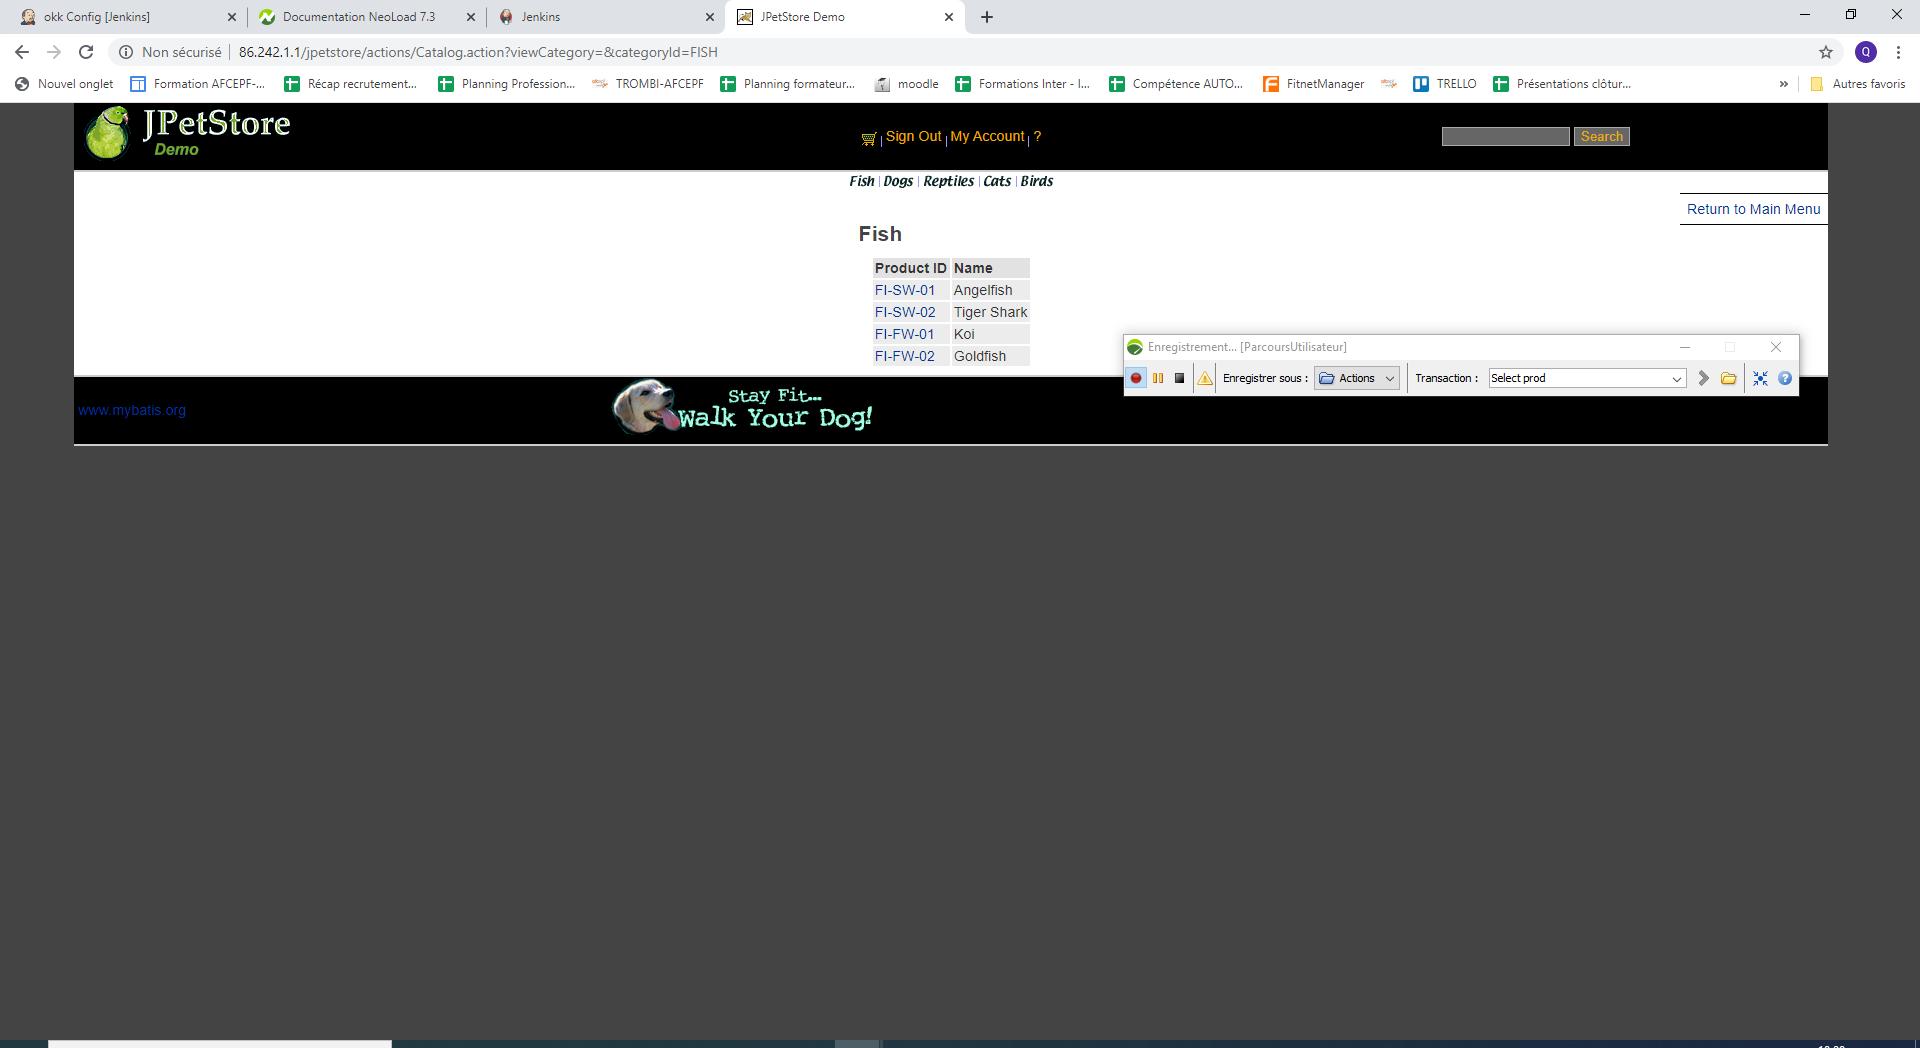 okk Config [Jenkins]
Documentation NeoLoad 7.3
Jenkins
JPetStore Demo
Non sécurisé
86.242.1.1/jpetstore/actions/Catalog.action?viewCategory=&categoryId=FISH
Q
Nouvel onglet
Formation AFCEPF-...
Récap recrutement...
Planning Profession...
TROMBI-AFCEPF
Planning formateur...
moodle
Formations Inter - I...
Compétence AUTO...
FitnetManager
TRELLO
Présentations clôtur...
»
Autres favoris
JPetStore
Demo
Sign Out | My Account | ?
Search
Fish | Dogs | Reptiles | Cats | Birds
Return to Main Menu
Fish
Product ID Name
FI-SW-01 Angelfish
FI-SW-02 Tiger Shark
FI-FW-01 Koi
FI-FW-02 Goldfish
Enregistrement... [ParcoursUtilisateur]
Enregistrer sous : Actions Transaction : Select prod
www.mybatis.org
Stay Fit...
Walk Your Dog!